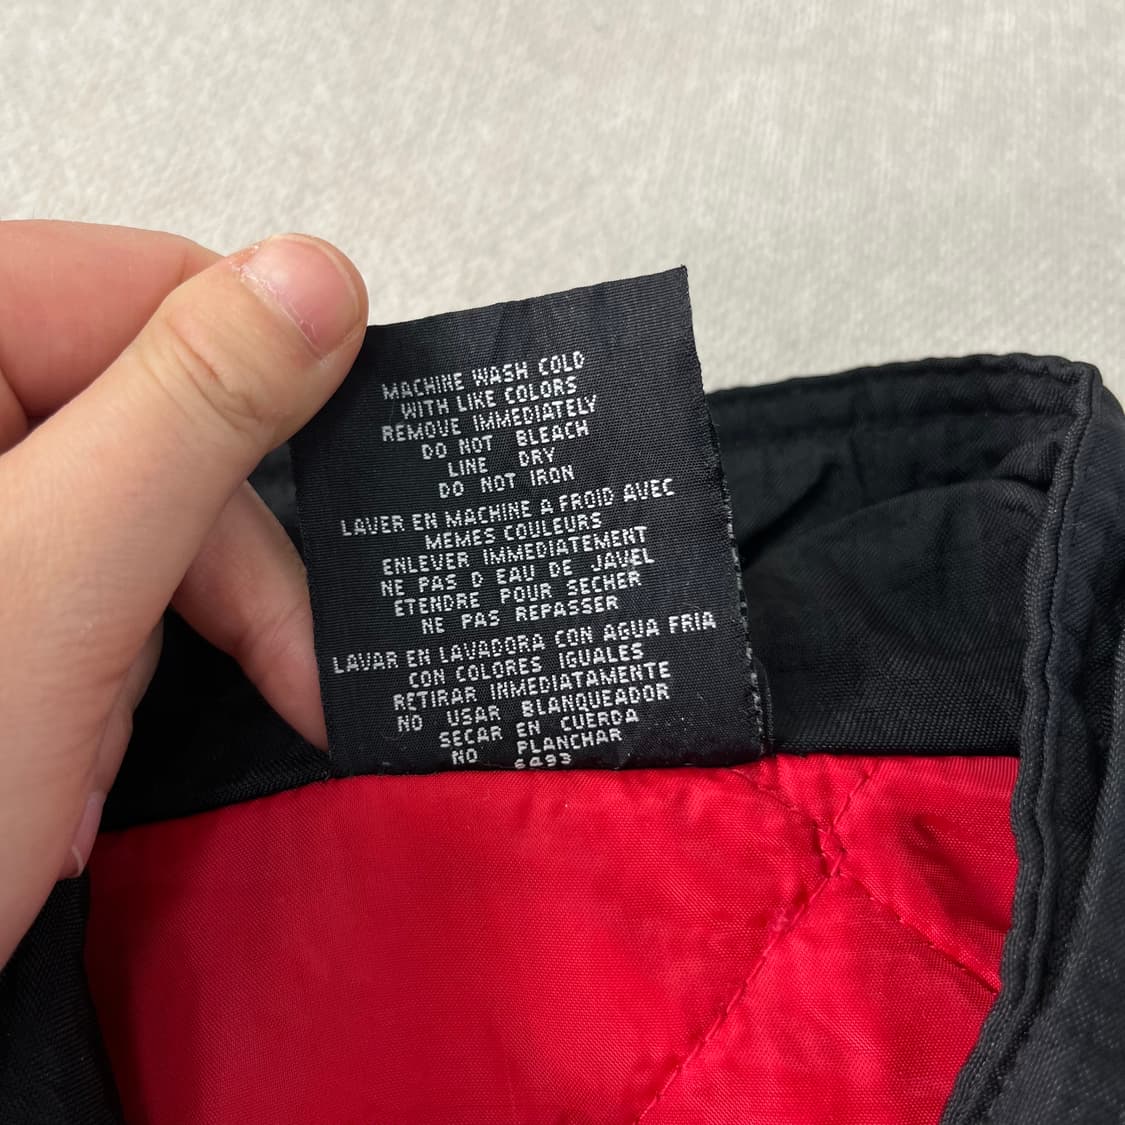 MACHINE WASH COLD
WITH LIKE COLORS
REMOVE IMMEDIATELY
DO NOT BLEACH
LINE DRY
DO NOT IRON
LAVER EN MACHINE A FROID AVEC
MEMES COULEURS
ENLEVER IMMEDIATEMENT
NE PAS D EAU DE JAVEL
ETENDRE POUR SECHER
NE PAS REPASSER
LAVAR EN LAVADORA CON AGUA FRIA
CON COLORES IGUALES
RETIRAR INMEDIATAMENTE
NO USAR BLANQUEADOR
SECAR EN CUERDA
NO PLANCHAR